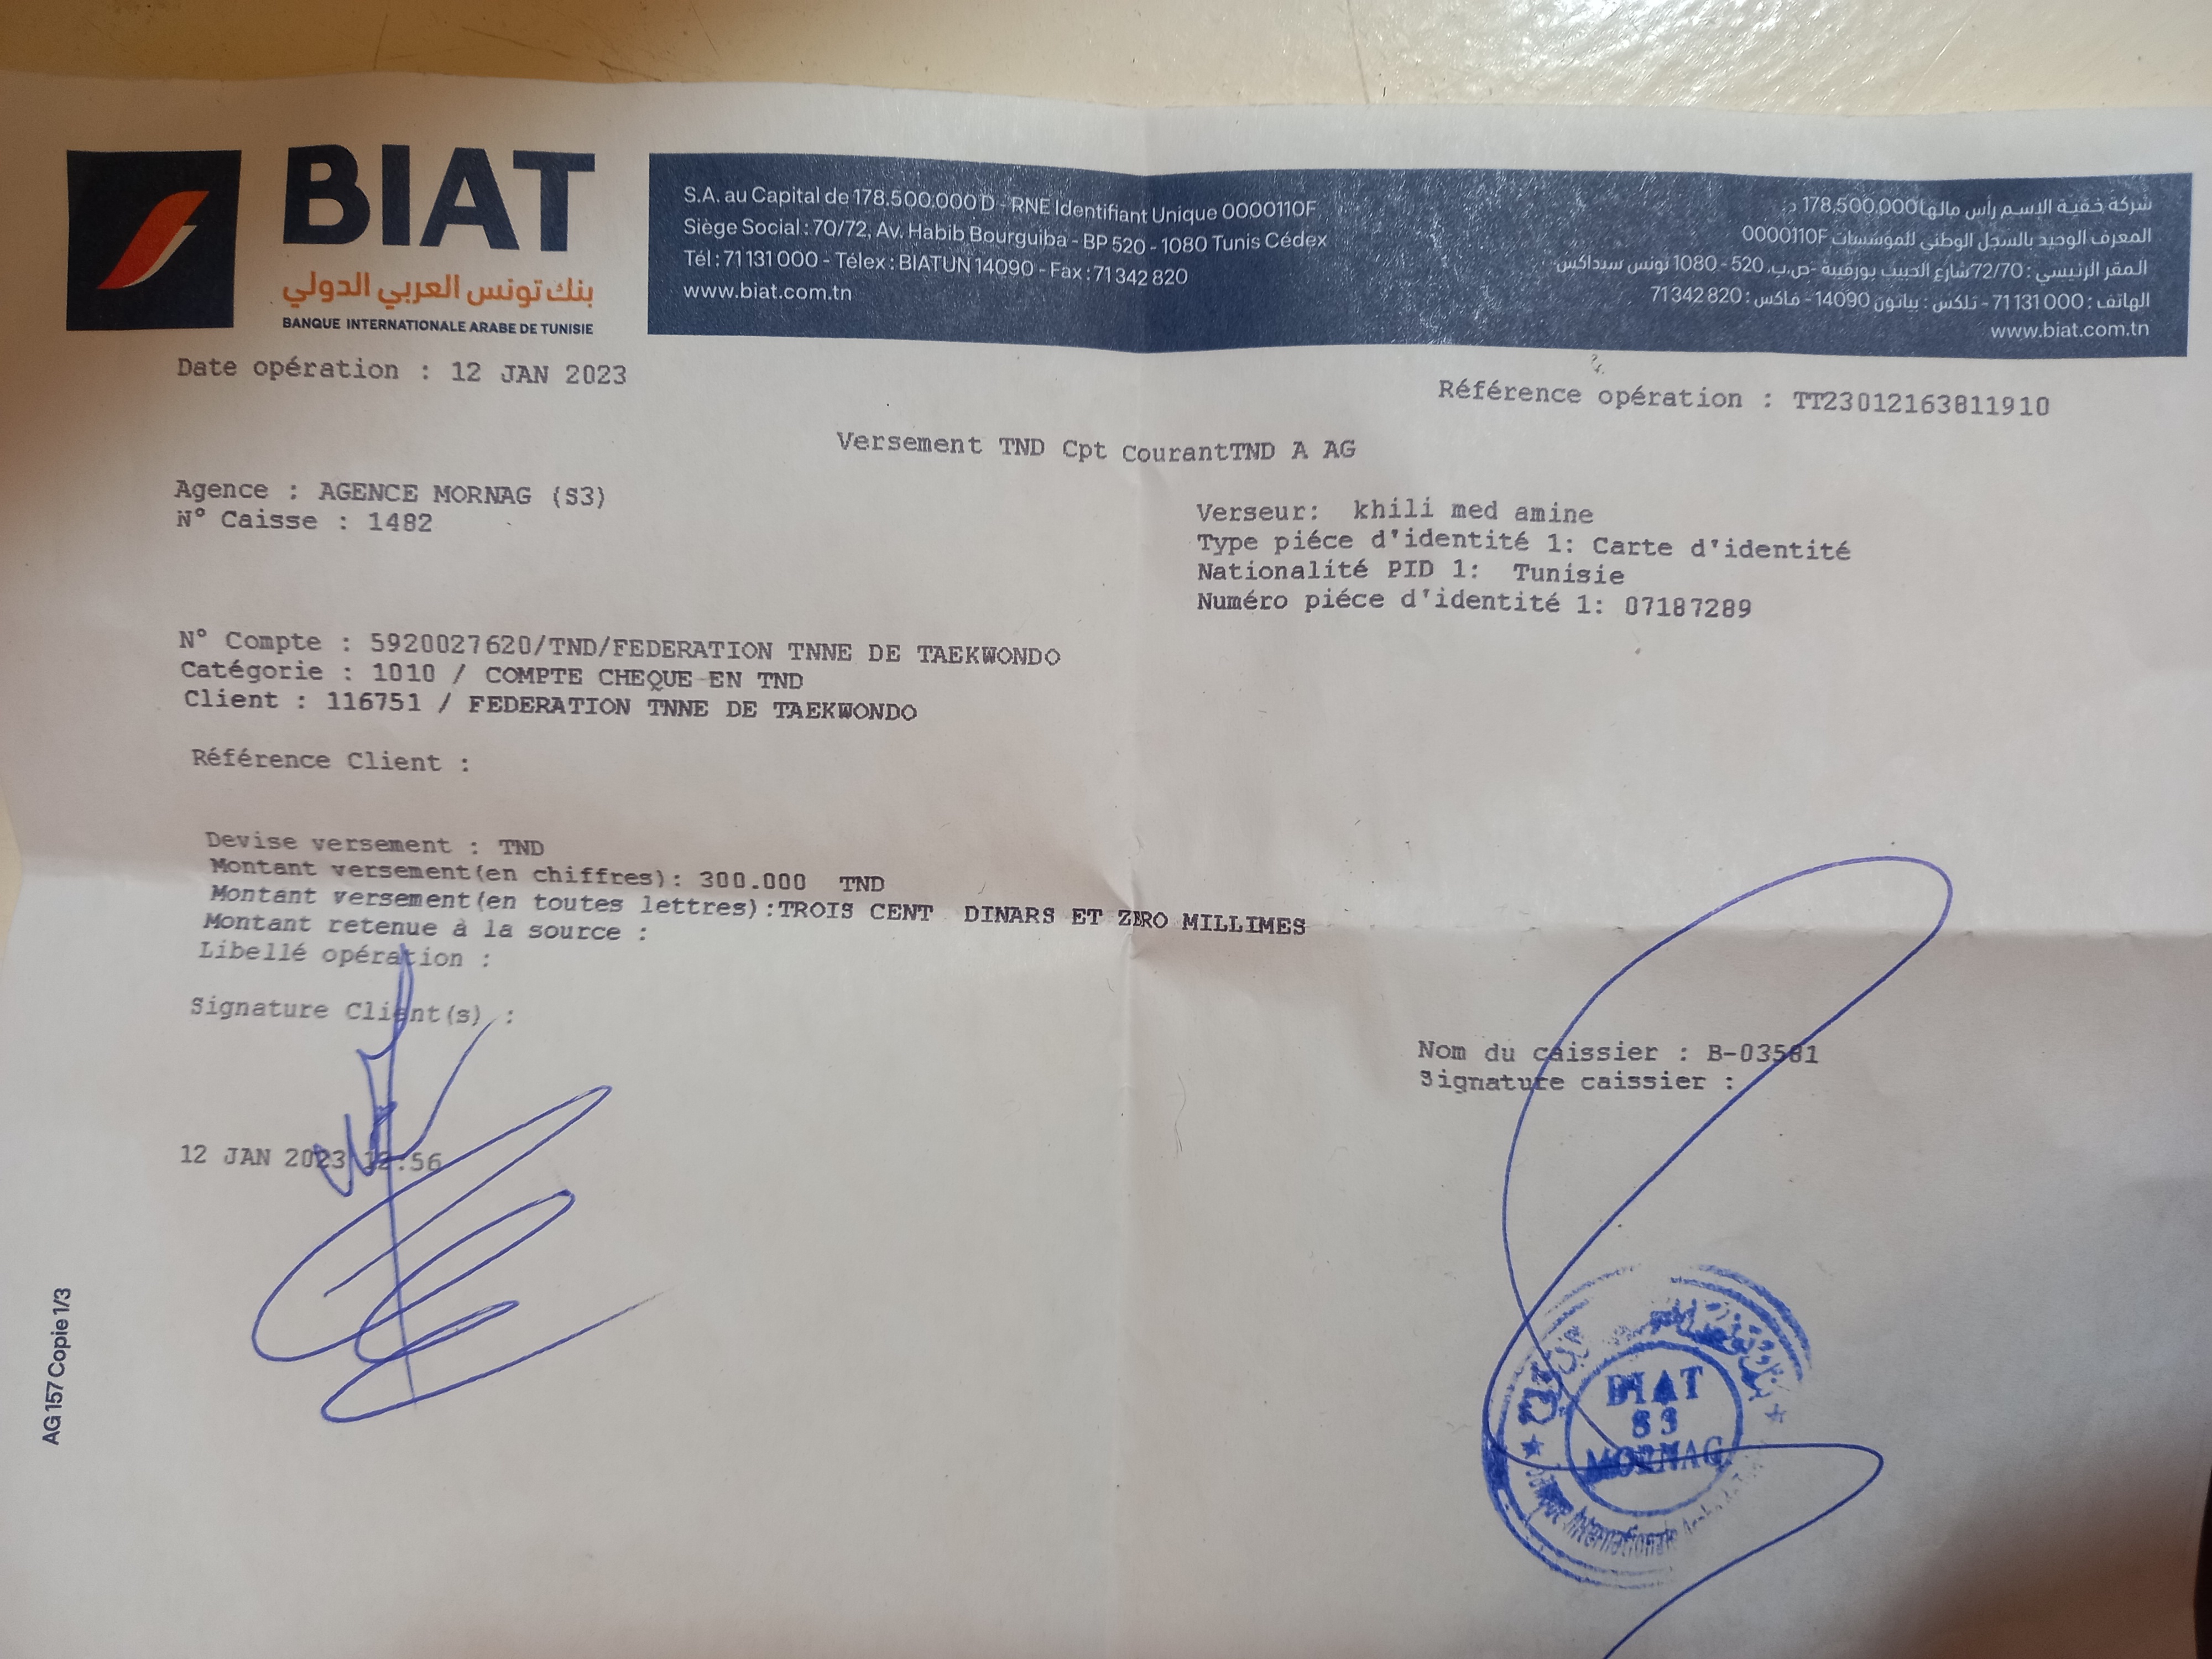 BIAT
بنك تونس العربي الدولي
BANQUE INTERNATIONALE ARABE DE TUNISIE
S.A. au Capital de 178.500.000 D - RNE Identifiant Unique 0000110F
Siège Social : 70/72, Av. Habib Bourguiba - BP 520 - 1080 Tunis Cédex
Tél : 71 131 000 - Télex : BIATUN 14090 - Fax : 71 342 820
www.biat.com.tn
شركة خفية الاسم رأس مالها 178,500,000 د.
المعرف الوحيد بالسجل الوطني للمؤسسات 0000110F
المقر الرئيسي : 72/70 شارع الحبيب بورقيبة -ص.ب. 520 - 1080 تونس سيداكس
الهاتف : 71 131 000 - تلكس : بياتون 14090 - فاكس : 71 342 820
www.biat.com.tn
Date opération : 12 JAN 2023
Référence opération : TT23012163811910
Versement TND Cpt CourantTND A AG
Agence : AGENCE MORNAG (S3)
N° Caisse : 1482
Verseur: khili med amine
Type piéce d'identité 1: Carte d'identité
Nationalité PID 1: Tunisie
Numéro piéce d'identité 1: 07187289
N° Compte : 5920027620/TND/FEDERATION TNNE DE TAEKWONDO
Catégorie : 1010 / COMPTE CHEQUE EN TND
Client : 116751 / FEDERATION TNNE DE TAEKWONDO
Référence Client :
Devise versement : TND
Montant versement(en chiffres): 300.000 TND
Montant versement(en toutes lettres):TROIS CENT DINARS ET ZERO MILLIMES
Montant retenue à la source :
Libellé opération :
Signature Client(s) :
Nom du caissier : B-03581
Signature caissier :
12 JAN 2023 :56
BIAT
S3
MORNAG
Banque Internationale
AG 157 Copie 1/3